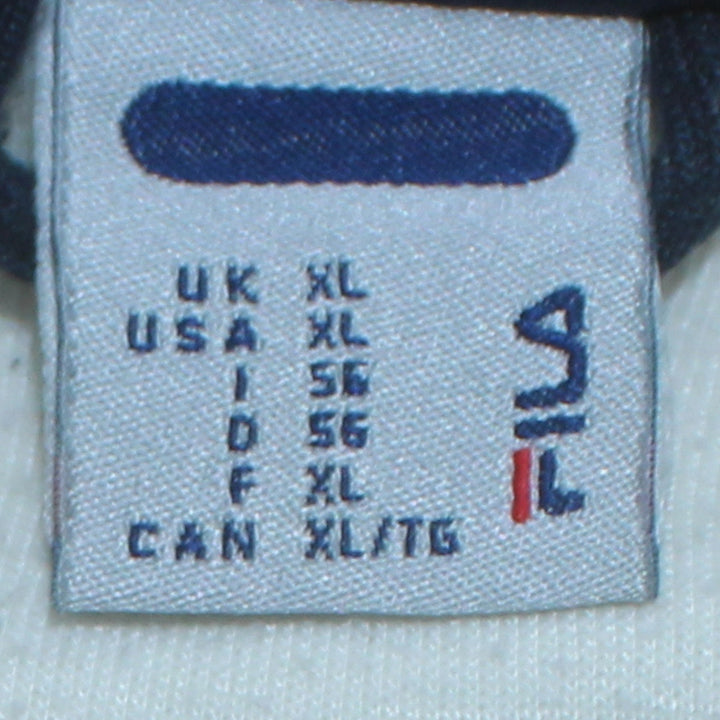 UK XL
USA XL
I 56
D 56
F XL
CAN XL/TG
FILA